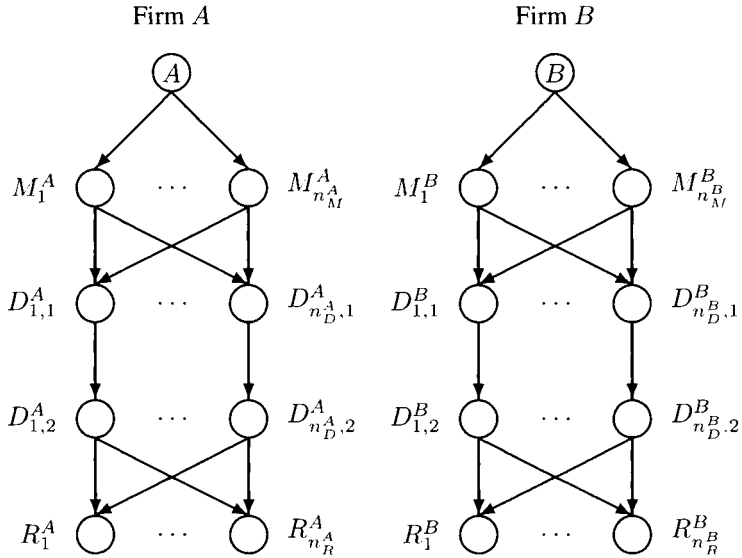 Firm A Firm B
A B
M_1^A ... M_{n_M^A}^A M_1^B ... M_{n_M^B}^B
D_{1,1}^A ... D_{n_D^A,1}^A D_{1,1}^B ... D_{n_D^B,1}^B
D_{1,2}^A ... D_{n_D^A,2}^A D_{1,2}^B ... D_{n_D^B.2}^B
R_1^A ... R_{n_R^A}^A R_1^B ... R_{n_R^B}^B